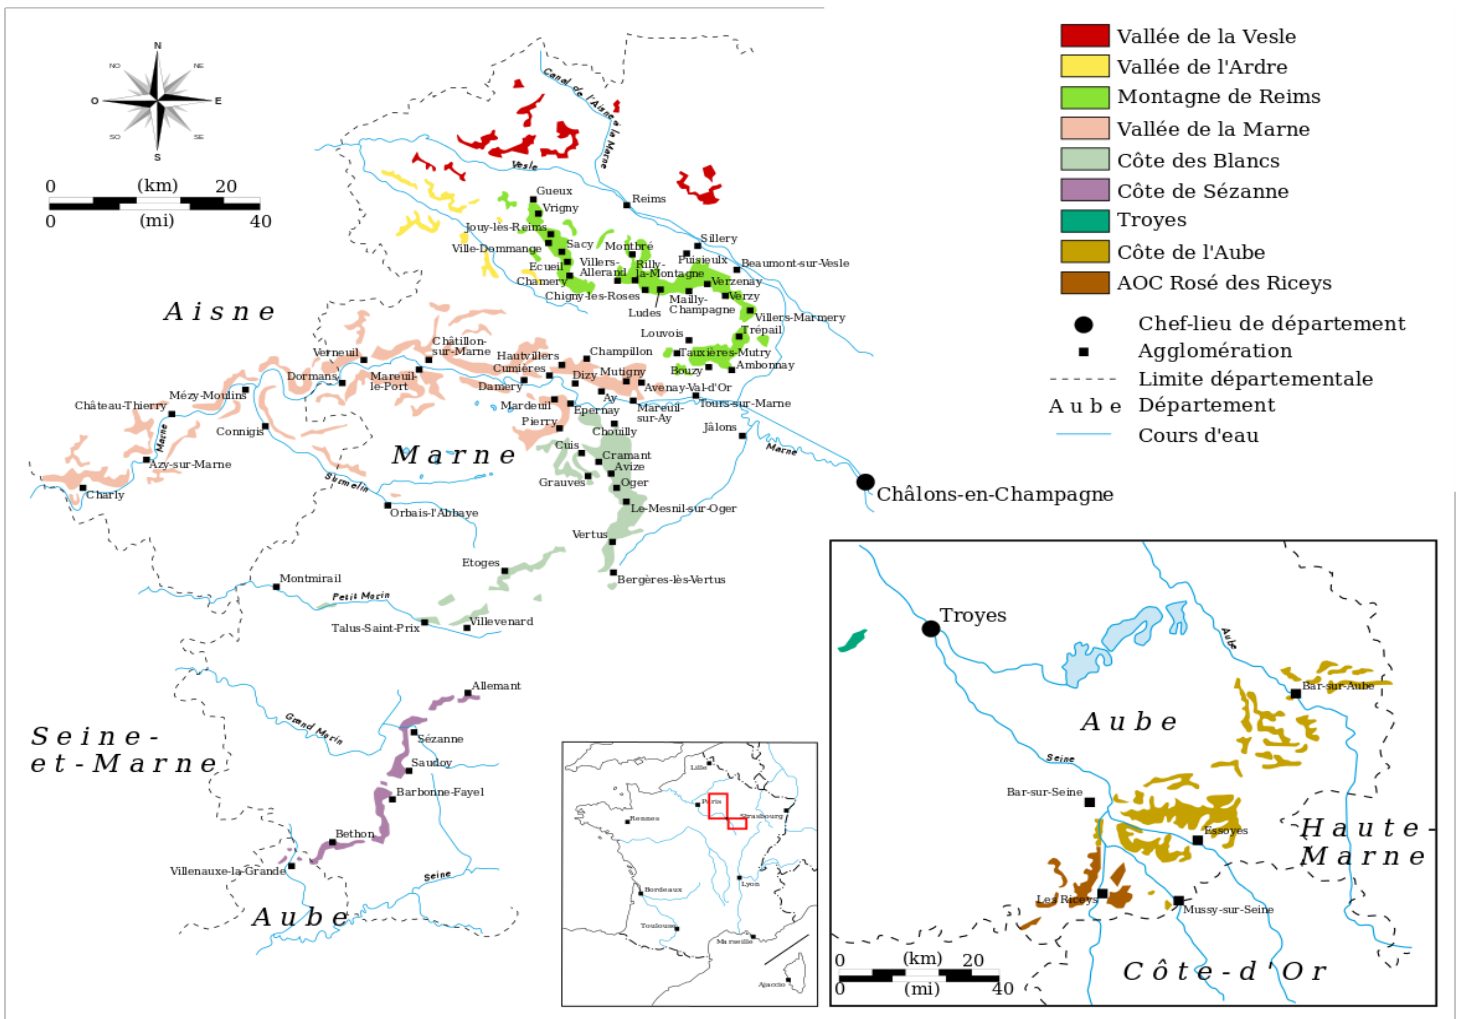 N
NO
NE
O
E
SO
SE
S
0
(km)
20
0
(mi)
40
Vallée de la Vesle
Vallée de l'Ardre
Montagne de Reims
Vallée de la Marne
Côte des Blancs
Côte de Sézanne
Troyes
Côte de l'Aube
AOC Rosé des Riceys
Chef-lieu de département
Agglomération
Limite départementale
Aube
Département
Cours d'eau
Canal de l'Aisne à la Marne
Vesle
Gueux
Vrigny
Reims
Jouy-lès-Reims
Ville-Dommange
Sacy
Montbré
Sillery
Puisieulx
Beaumont-sur-Vesle
Ecueil
Villers-
Allerand
Rilly-
la-Montagne
Chamery
Chigny-les-Roses
Verzenay
Mailly-
Champagne
Verzy
Ludes
Villers-Marmery
Aisne
Louvois
Trépail
Châtillon-
sur-Marne
Verneuil
Hautvillers
Champillon
Tauxières-Mutry
Cumières
Dormans
Mareuil-
le-Port
Dizy
Mutigny
Bouzy
Ambonnay
Damery
Avenay-Val-d'Or
Mézy-Moulins
Château-Thierry
Mardeuil
Epernay
Ay
Mareuil-
sur-Ay
Tours-sur-Marne
Marne
Connigis
Pierry
Chouilly
Jâlons
Marne
Marne
Cuis
Cramant
Azy-sur-Marne
Avize
Grauves
Oger
Surmelin
Charly
Châlons-en-Champagne
Orbais-l'Abbaye
Le-Mesnil-sur-Oger
Vertus
Etoges
Montmirail
Bergères-lès-Vertus
Petit Morin
Talus-Saint-Prix
Villevenard
Allemant
Grand Morin
Sézanne
Seine-
et-Marne
Saudoy
Barbonne-Fayel
Bethon
Villenauxe-la-Grande
Seine
Aube
Lille
Paris
Strasbourg
Rennes
Lyon
Bordeaux
Toulouse
Marseille
Ajaccio
Troyes
Aube
Bar-sur-Aube
Aube
Seine
Bar-sur-Seine
Essoyes
Haute-
Marne
Les Riceys
Mussy-sur-Seine
Côte-d'Or
0
(km)
20
0
(mi)
40